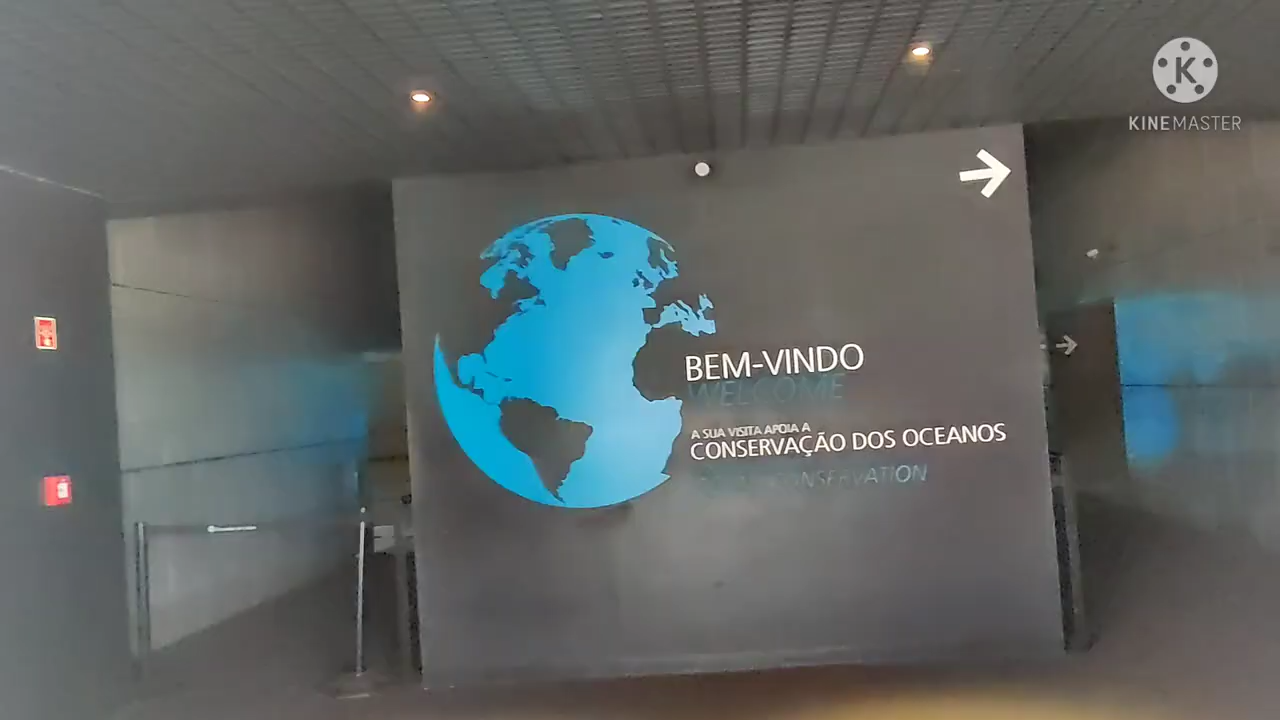 KINEMASTER
BEM-VINDO
WELCOME
A SUA VISITA APOIA A
CONSERVAÇÃO DOS OCEANOS
CONSERVATION